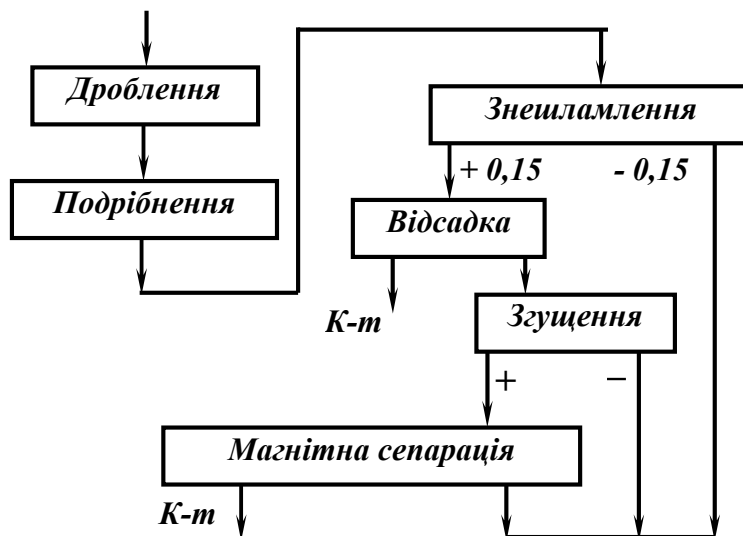 Дроблення
Знешламлення
+ 0,15 - 0,15
Подрібнення
Відсадка
К-т
Згущення
+ −
Магнітна сепарація
К-т